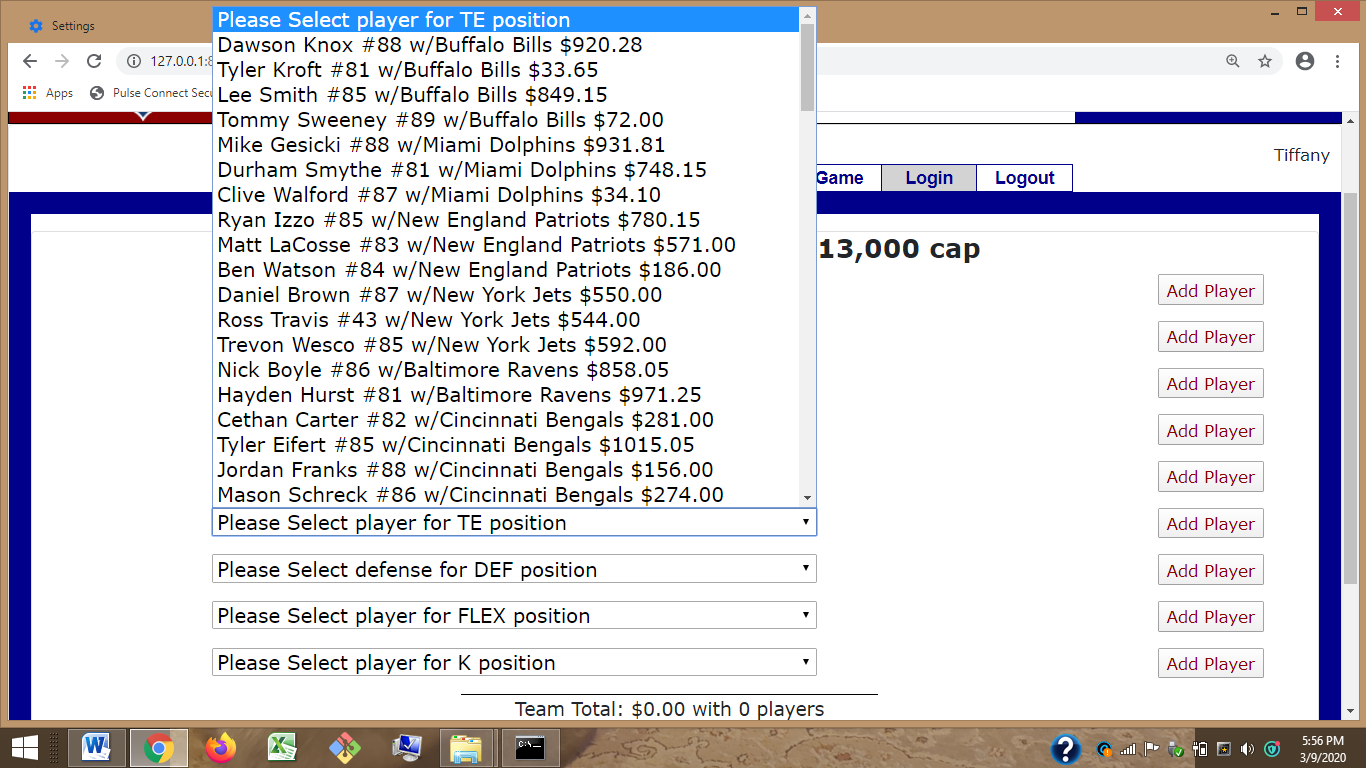 Settings
127.0.0.1:8
Apps
Pulse Connect Secu
Tiffany
Game
Login
Logout
13,000 cap
Please Select player for TE position
Dawson Knox #88 w/Buffalo Bills $920.28
Tyler Kroft #81 w/Buffalo Bills $33.65
Lee Smith #85 w/Buffalo Bills $849.15
Tommy Sweeney #89 w/Buffalo Bills $72.00
Mike Gesicki #88 w/Miami Dolphins $931.81
Durham Smythe #81 w/Miami Dolphins $748.15
Clive Walford #87 w/Miami Dolphins $34.10
Ryan Izzo #85 w/New England Patriots $780.15
Matt LaCosse #83 w/New England Patriots $571.00
Ben Watson #84 w/New England Patriots $186.00
Daniel Brown #87 w/New York Jets $550.00
Ross Travis #43 w/New York Jets $544.00
Trevon Wesco #85 w/New York Jets $592.00
Nick Boyle #86 w/Baltimore Ravens $858.05
Hayden Hurst #81 w/Baltimore Ravens $971.25
Cethan Carter #82 w/Cincinnati Bengals $281.00
Tyler Eifert #85 w/Cincinnati Bengals $1015.05
Jordan Franks #88 w/Cincinnati Bengals $156.00
Mason Schreck #86 w/Cincinnati Bengals $274.00
Add Player
Add Player
Add Player
Add Player
Add Player
Please Select player for TE position
Add Player
Please Select defense for DEF position
Add Player
Please Select player for FLEX position
Add Player
Please Select player for K position
Add Player
Team Total: $0.00 with 0 players
C:\_
5:56 PM
3/9/2020